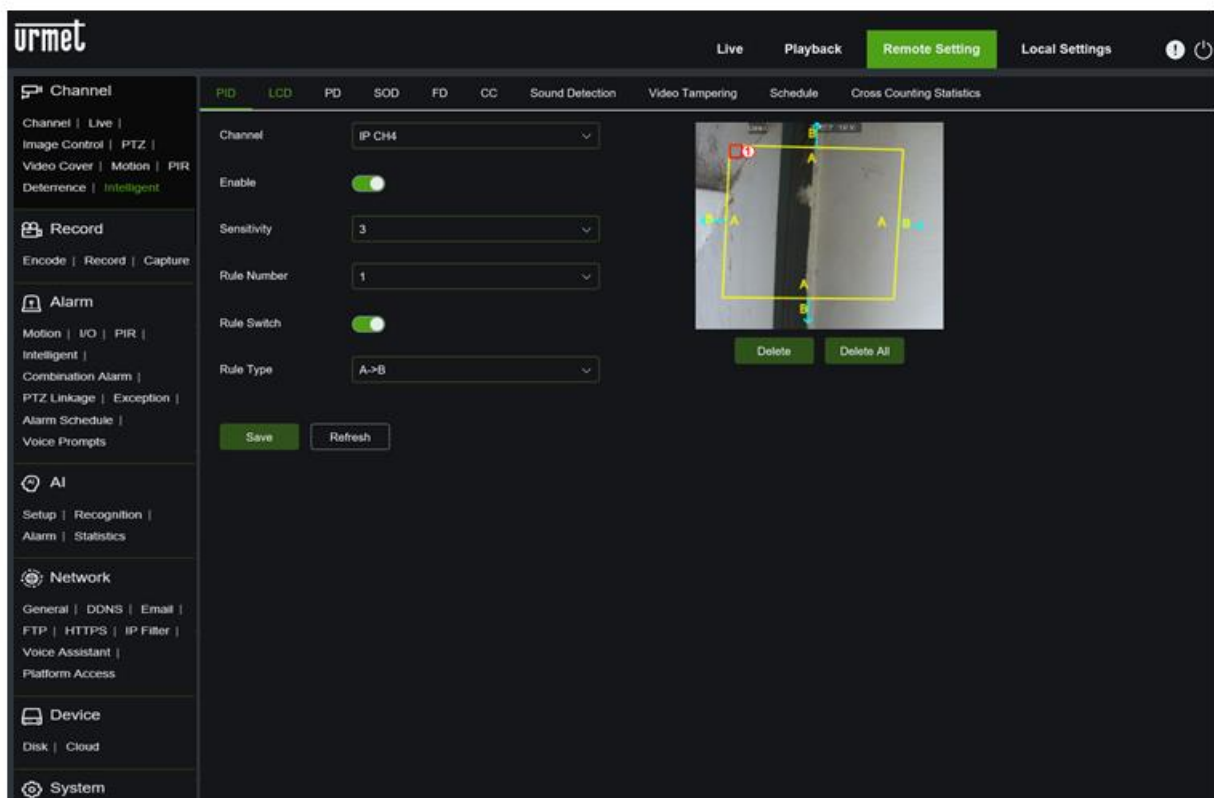 urmet
Live Playback Remote Setting Local Settings
Channel
Channel | Live |
Image Control | PTZ |
Video Cover | Motion | PIR
Deterrence | Intelligent
Record
Encode | Record | Capture
Alarm
Motion | I/O | PIR |
Intelligent |
Combination Alarm |
PTZ Linkage | Exception |
Alarm Schedule |
Voice Prompts
AI
Setup | Recognition |
Alarm | Statistics
Network
General | DDNS | Email |
FTP | HTTPS | IP Filter |
Voice Assistant |
Platform Access
Device
Disk | Cloud
System
PID LCD PD SOD FD CC Sound Detection Video Tampering Schedule Cross Counting Statistics
Channel IP CH4
Enable
Sensitivity 3
Rule Number 1
Rule Switch
Rule Type A->B
Save Refresh
B
1 A
B A A B
A
B
Delete Delete All